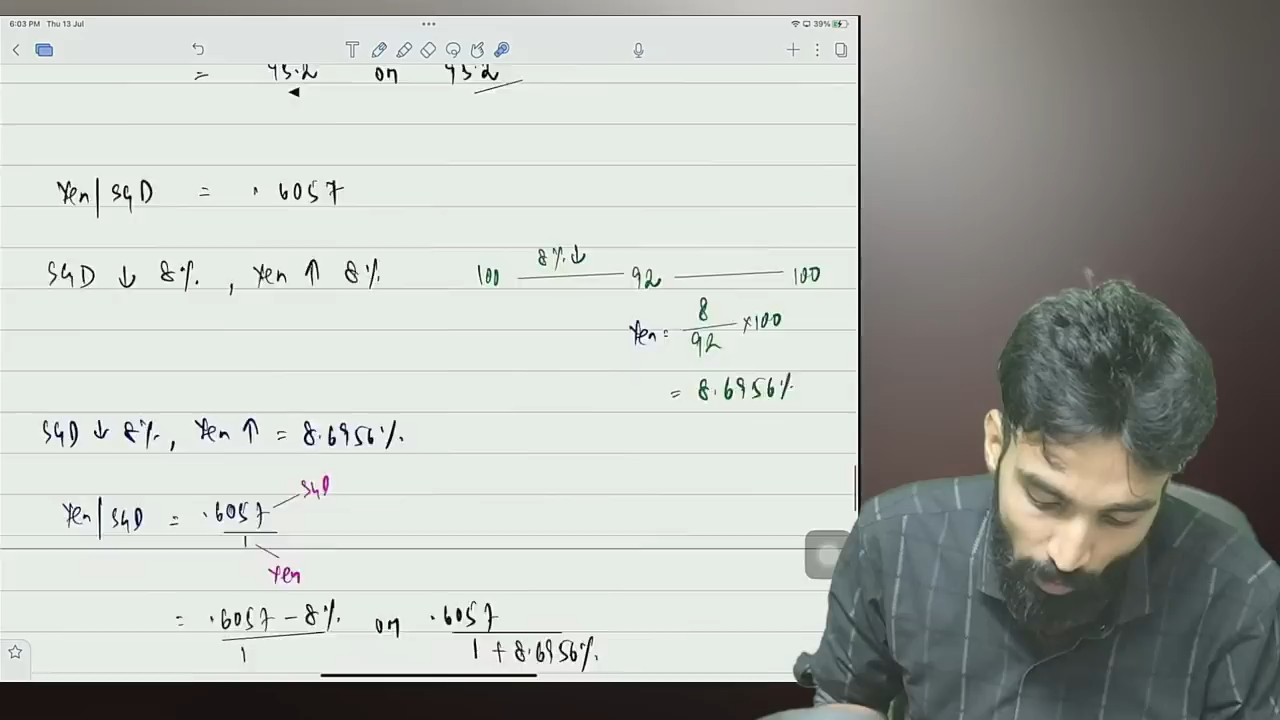 6:03 PM Thu 13 Jul
39%
= 45.2 or 45.2
Yen | SGD = .6057
SGD ↓ 8%, Yen ↑ 8%
100 8%↓ 92 100
Yen = 8/92 × 100
= 8.6956%
SGD ↓ 8%, Yen ↑ = 8.6956%.
Yen | SGD = .6057/1
SGD
Yen
= .6057 - 8%/1 or .6057/1 + 8.6956%.